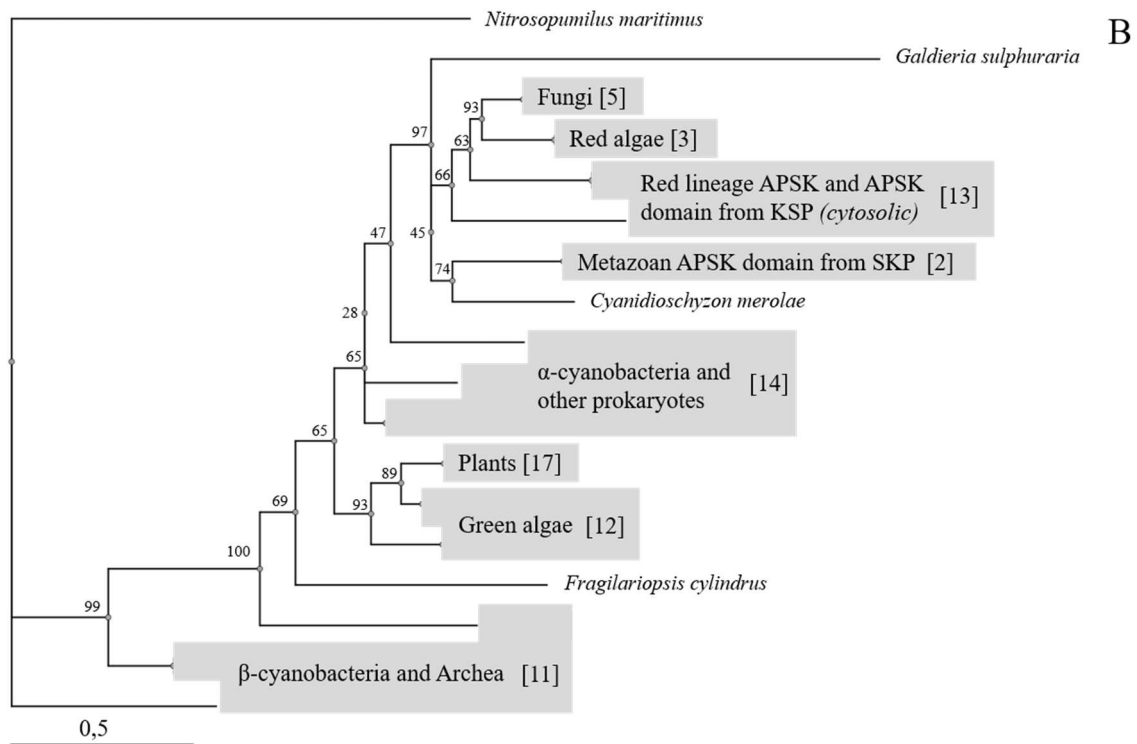 Nitrosopumilus maritimus
B
Galdieria sulphuraria
Fungi [5]
93
Red algae [3]
97
63
66
Red lineage APSK and APSK
domain from KSP (cytosolic)
[13]
45
47
Metazoan APSK domain from SKP [2]
74
Cyanidioschyzon merolae
28
65
α-cyanobacteria and
other prokaryotes
[14]
65
Plants [17]
89
93
69
Green algae [12]
100
Fragilariopsis cylindrus
99
β-cyanobacteria and Archea [11]
0,5